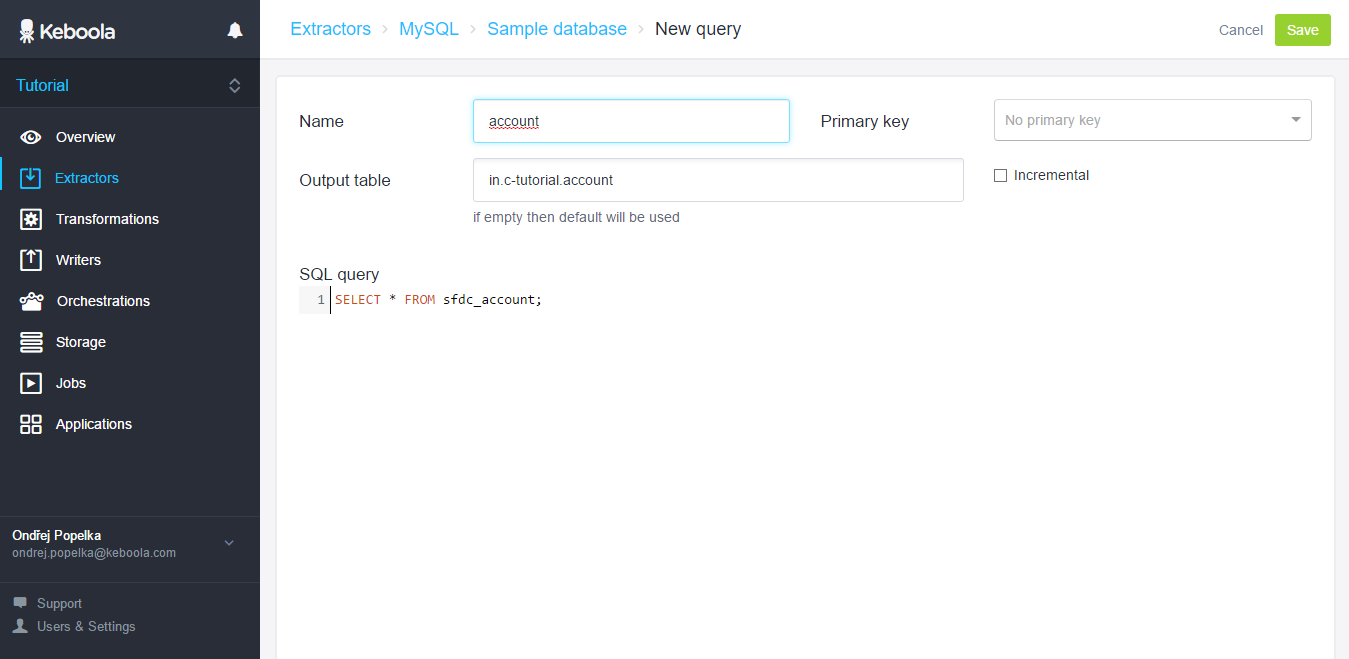 Keboola
Tutorial
Overview
Extractors
Transformations
Writers
Orchestrations
Storage
Jobs
Applications
Ondřej Popelka
ondrej.popelka@keboola.com
Support
Users & Settings
Extractors › MySQL › Sample database › New query
Cancel
Save
Name
account
Primary key
No primary key
Output table
in.c-tutorial.account
Incremental
if empty then default will be used
SQL query
1 SELECT * FROM sfdc_account;